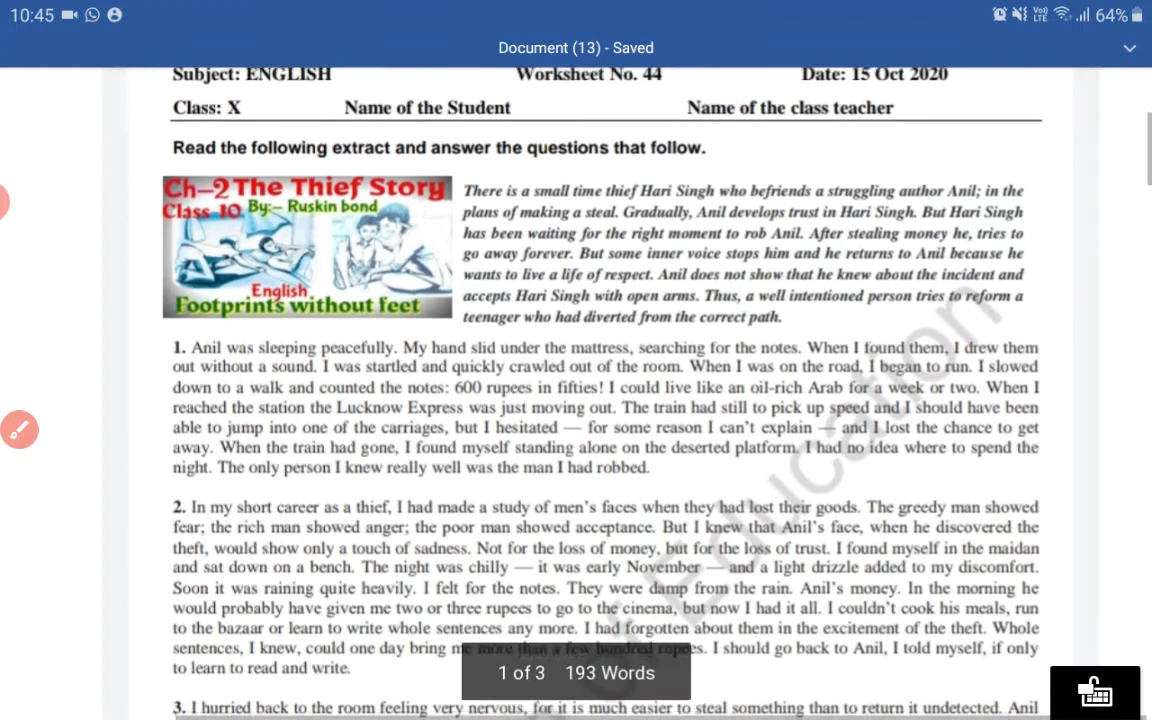 10:45 64%
Document (13) - Saved
Subject: ENGLISH Worksheet No. 44 Date: 15 Oct 2020
Class: X Name of the Student Name of the class teacher
Read the following extract and answer the questions that follow.
Ch-2 The Thief Story
Class 10 By:- Ruskin bond
English
Footprints without feet
There is a small time thief Hari Singh who befriends a struggling author Anil; in the
plans of making a steal. Gradually, Anil develops trust in Hari Singh. But Hari Singh
has been waiting for the right moment to rob Anil. After stealing money he, tries to
go away forever. But some inner voice stops him and he returns to Anil because he
wants to live a life of respect. Anil does not show that he knew about the incident and
accepts Hari Singh with open arms. Thus, a well intentioned person tries to reform a
teenager who had diverted from the correct path.
1. Anil was sleeping peacefully. My hand slid under the mattress, searching for the notes. When I found them, I drew them
out without a sound. I was startled and quickly crawled out of the room. When I was on the road, I began to run. I slowed
down to a walk and counted the notes: 600 rupees in fifties! I could live like an oil-rich Arab for a week or two. When I
reached the station the Lucknow Express was just moving out. The train had still to pick up speed and I should have been
able to jump into one of the carriages, but I hesitated — for some reason I can't explain — and I lost the chance to get
away. When the train had gone, I found myself standing alone on the deserted platform. I had no idea where to spend the
night. The only person I knew really well was the man I had robbed.
2. In my short career as a thief, I had made a study of men's faces when they had lost their goods. The greedy man showed
fear; the rich man showed anger; the poor man showed acceptance. But I knew that Anil's face, when he discovered the
theft, would show only a touch of sadness. Not for the loss of money, but for the loss of trust. I found myself in the maidan
and sat down on a bench. The night was chilly — it was early November — and a light drizzle added to my discomfort.
Soon it was raining quite heavily. I felt for the notes. They were damp from the rain. Anil's money. In the morning he
would probably have given me two or three rupees to go to the cinema, but now I had it all. I couldn't cook his meals, run
to the bazaar or learn to write whole sentences any more. I had forgotten about them in the excitement of the theft. Whole
sentences, I knew, could one day bring me more than a few hundred rupees. I should go back to Anil, I told myself, if only
to learn to read and write.
1 of 3 193 Words
3. I hurried back to the room feeling very nervous, for it is much easier to steal something than to return it undetected. Anil
of Education